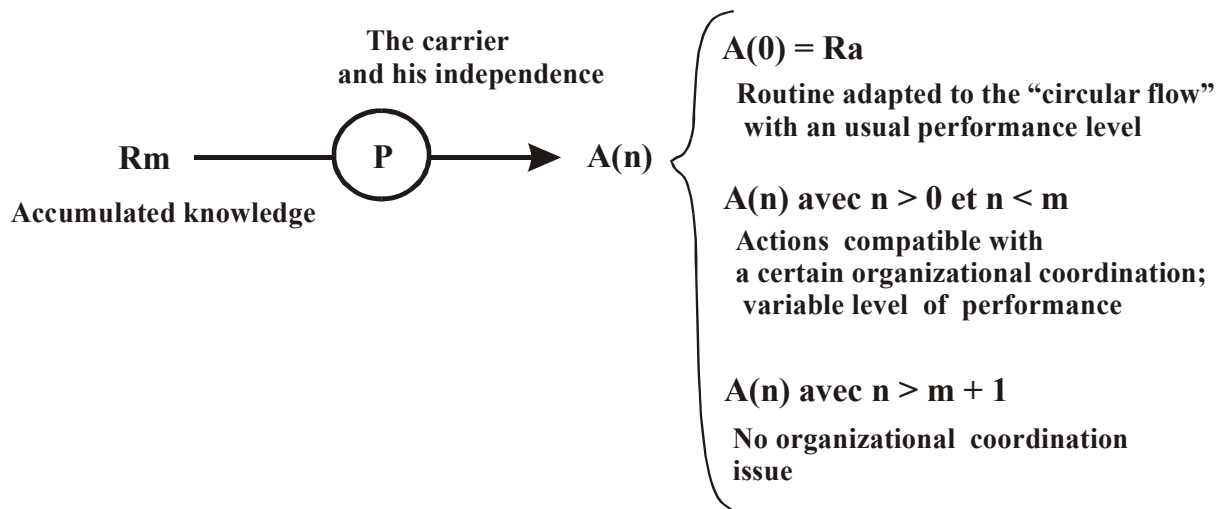 The carrier
and his independence
Rm
P
A(n)
Accumulated knowledge
A(0) = Ra
Routine adapted to the “circular flow”
with an usual performance level
A(n) avec n > 0 et n < m
Actions compatible with
a certain organizational coordination;
variable level of performance
A(n) avec n > m + 1
No organizational coordination
issue